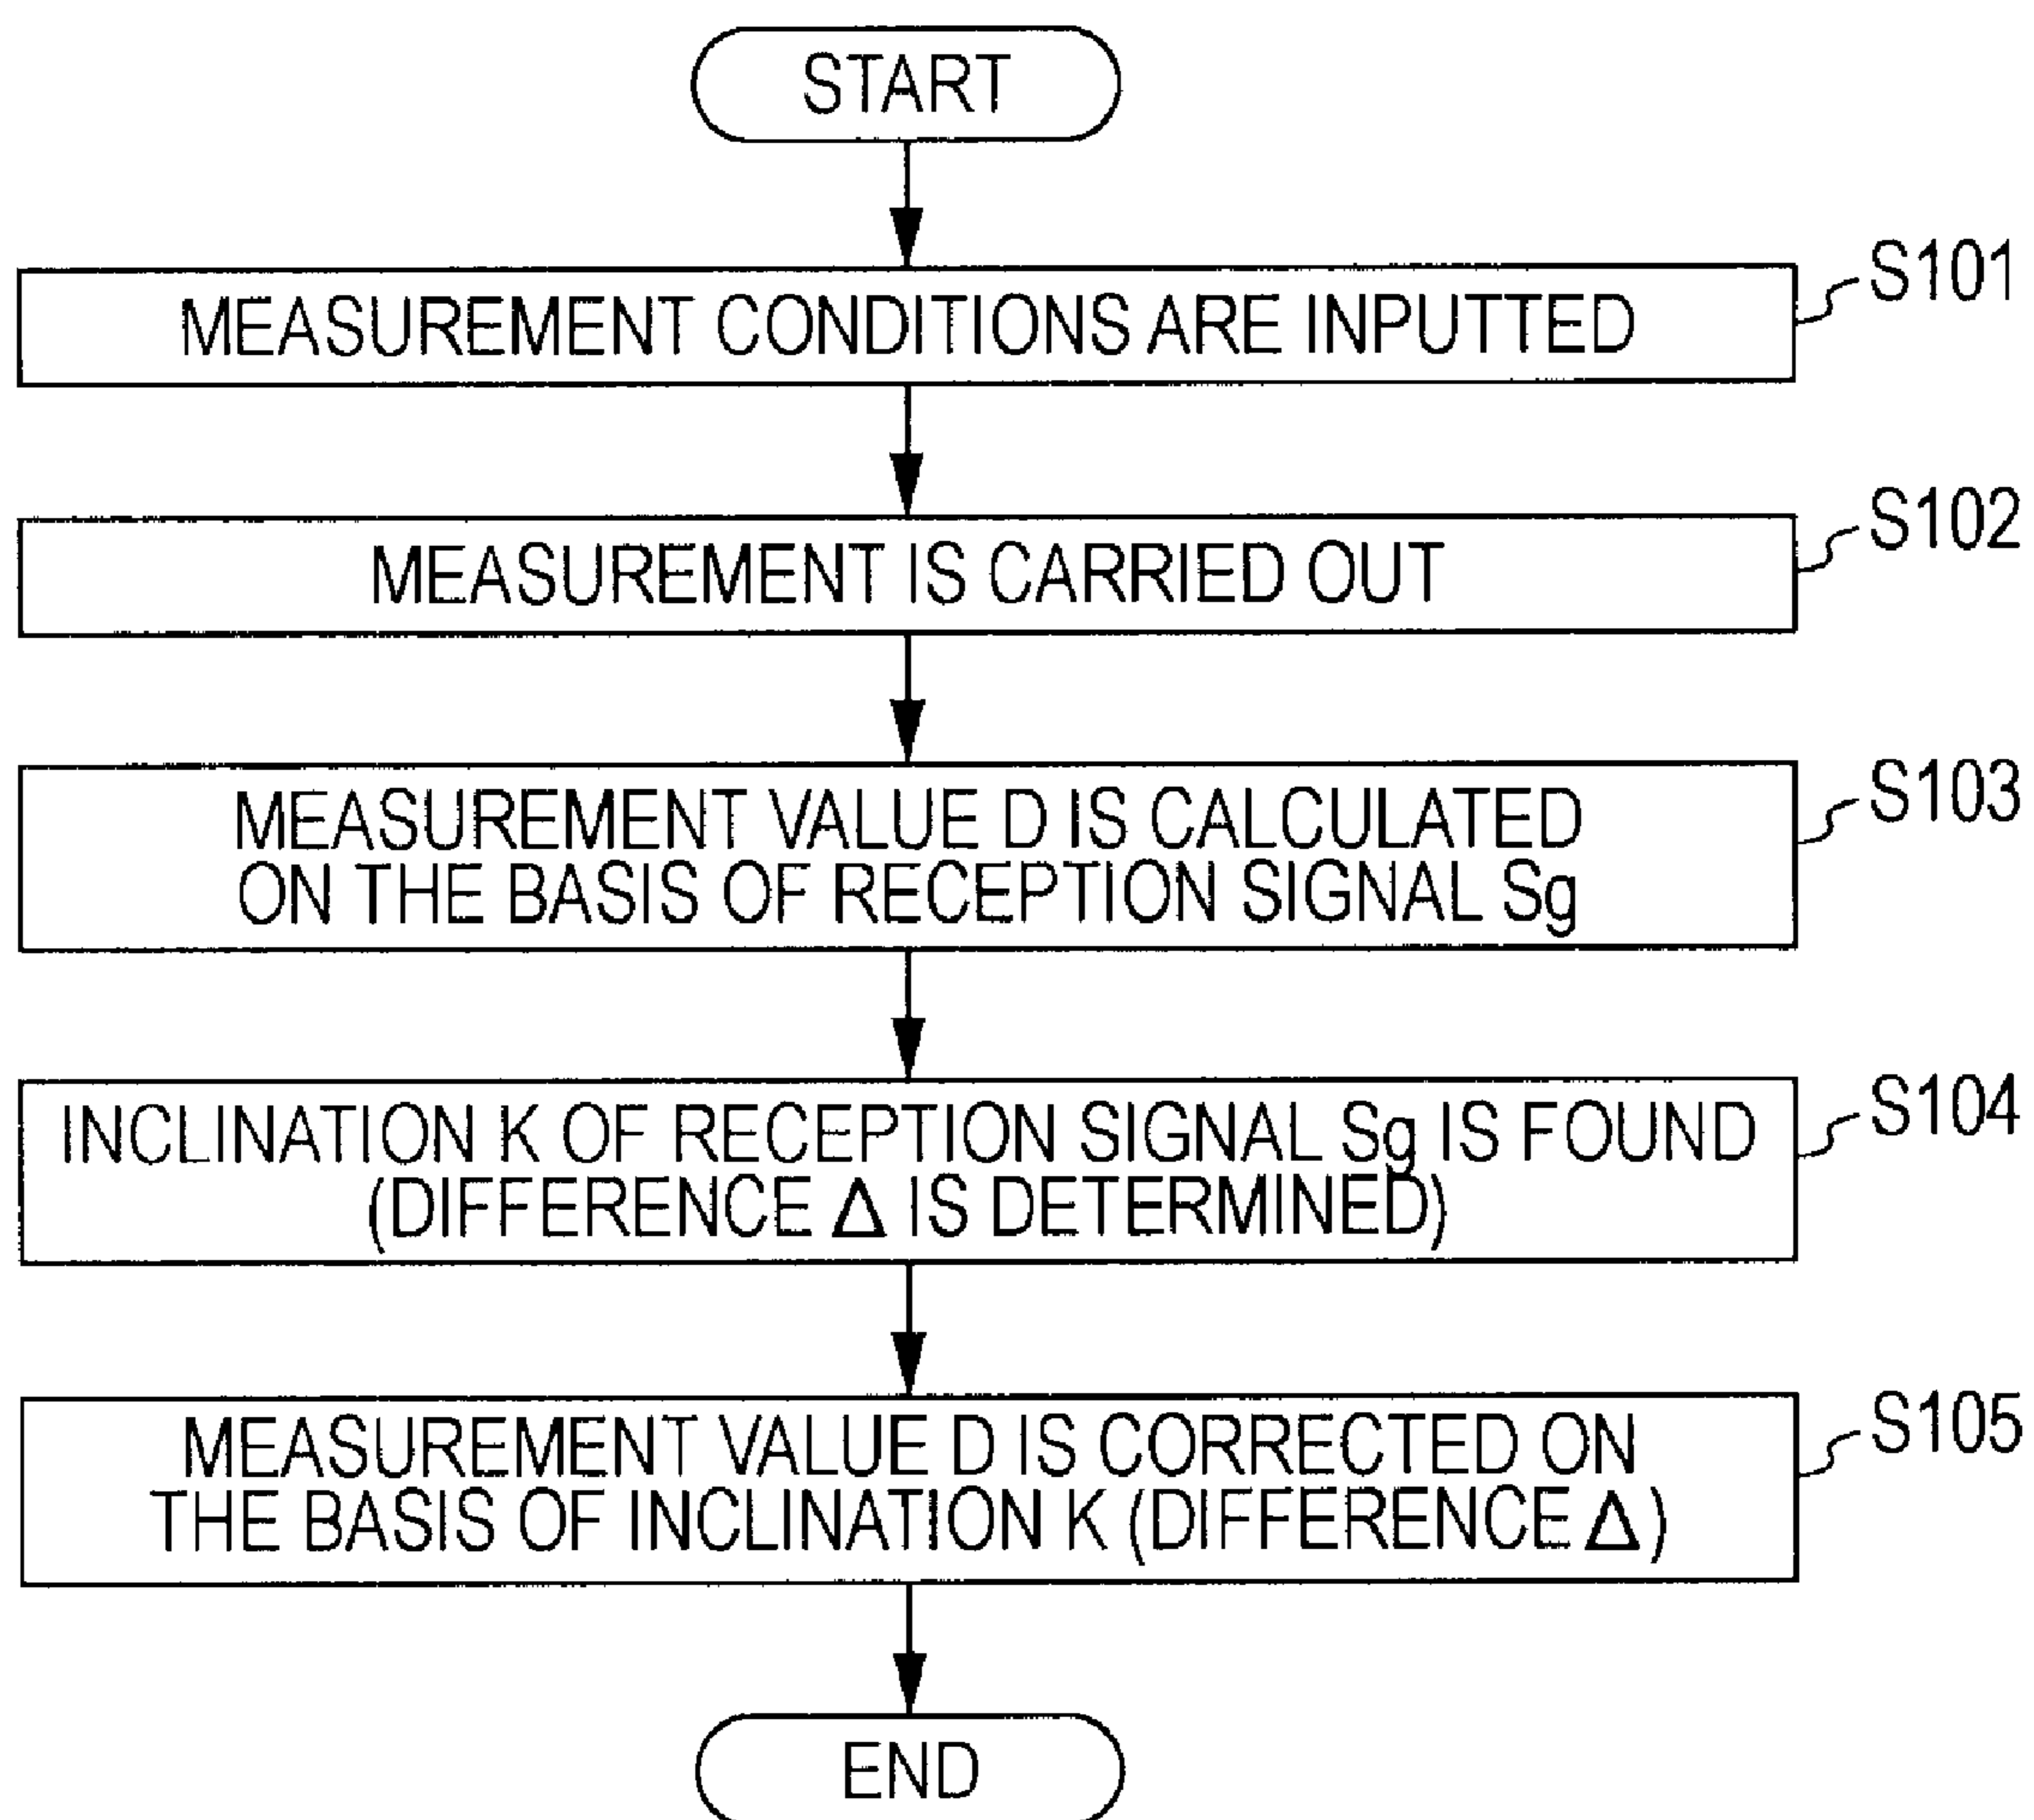 START
MEASUREMENT CONDITIONS ARE INPUTTED
S101
MEASUREMENT IS CARRIED OUT
S102
MEASUREMENT VALUE D IS CALCULATED
ON THE BASIS OF RECEPTION SIGNAL Sg
S103
INCLINATION K OF RECEPTION SIGNAL Sg IS FOUND
(DIFFERENCE Δ IS DETERMINED)
S104
MEASUREMENT VALUE D IS CORRECTED ON
THE BASIS OF INCLINATION K (DIFFERENCE Δ)
S105
END